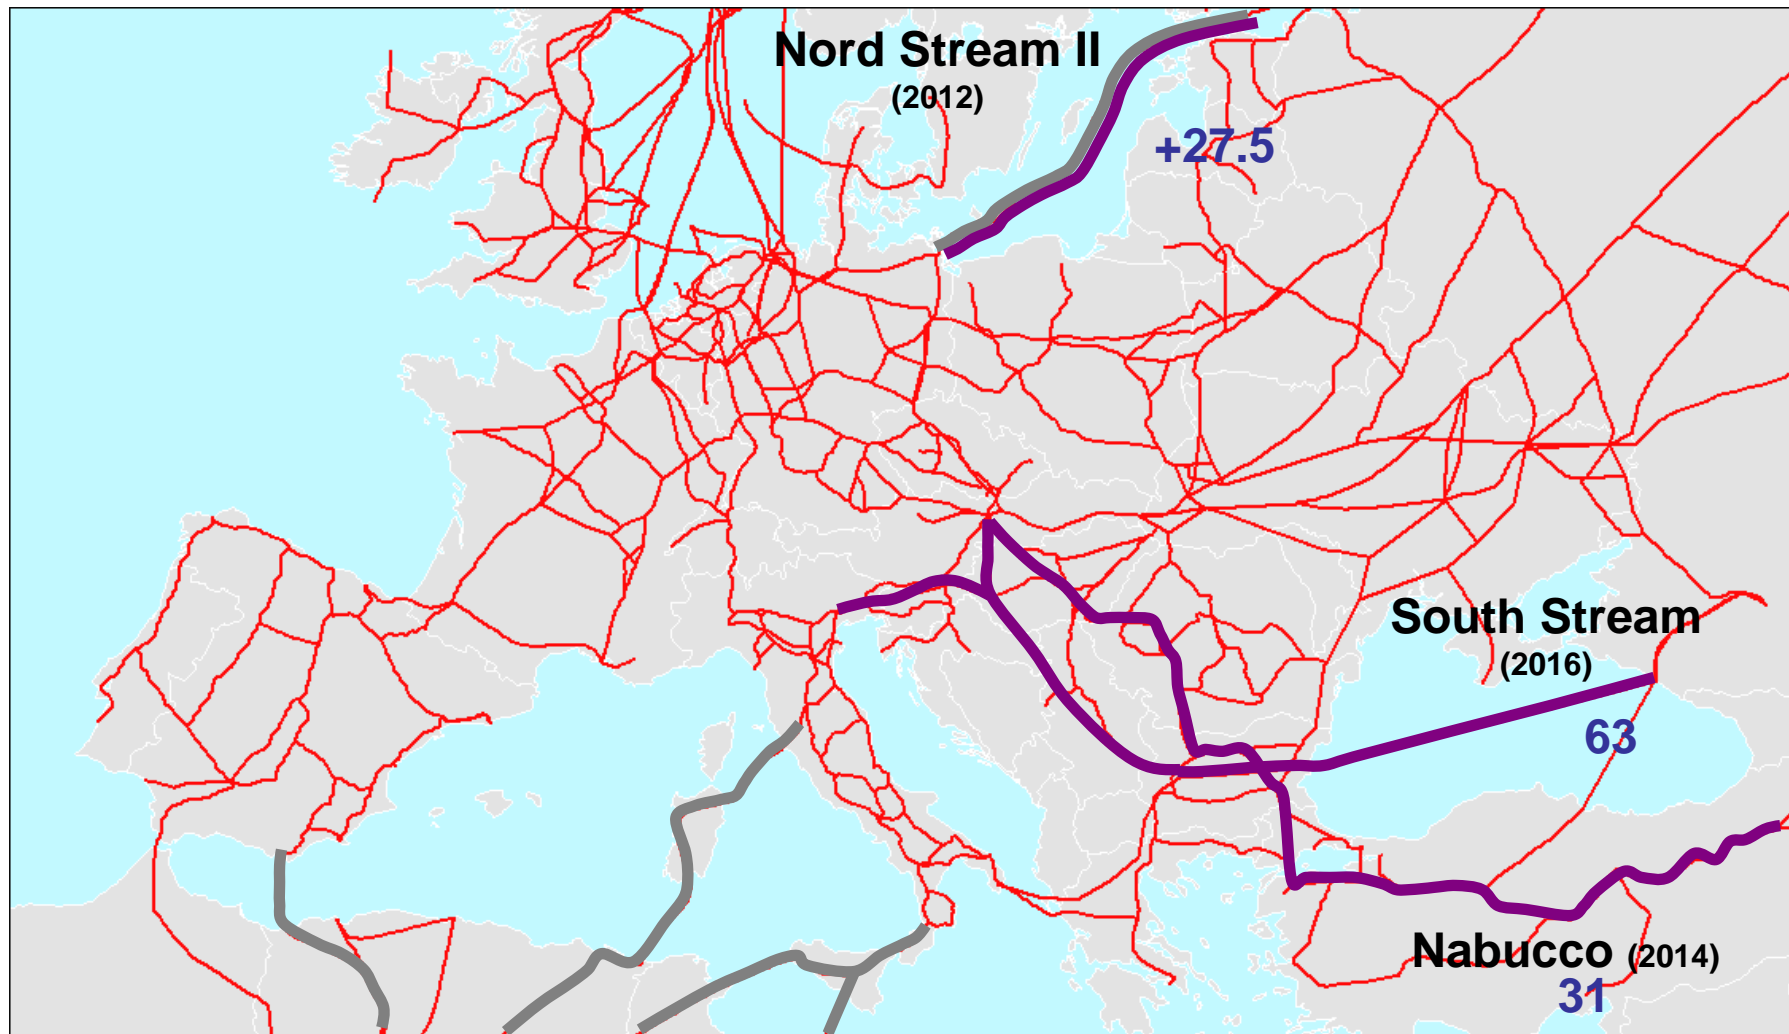 Nord Stream II
(2012)
+27.5
South Stream
(2016)
63
Nabucco (2014)
31